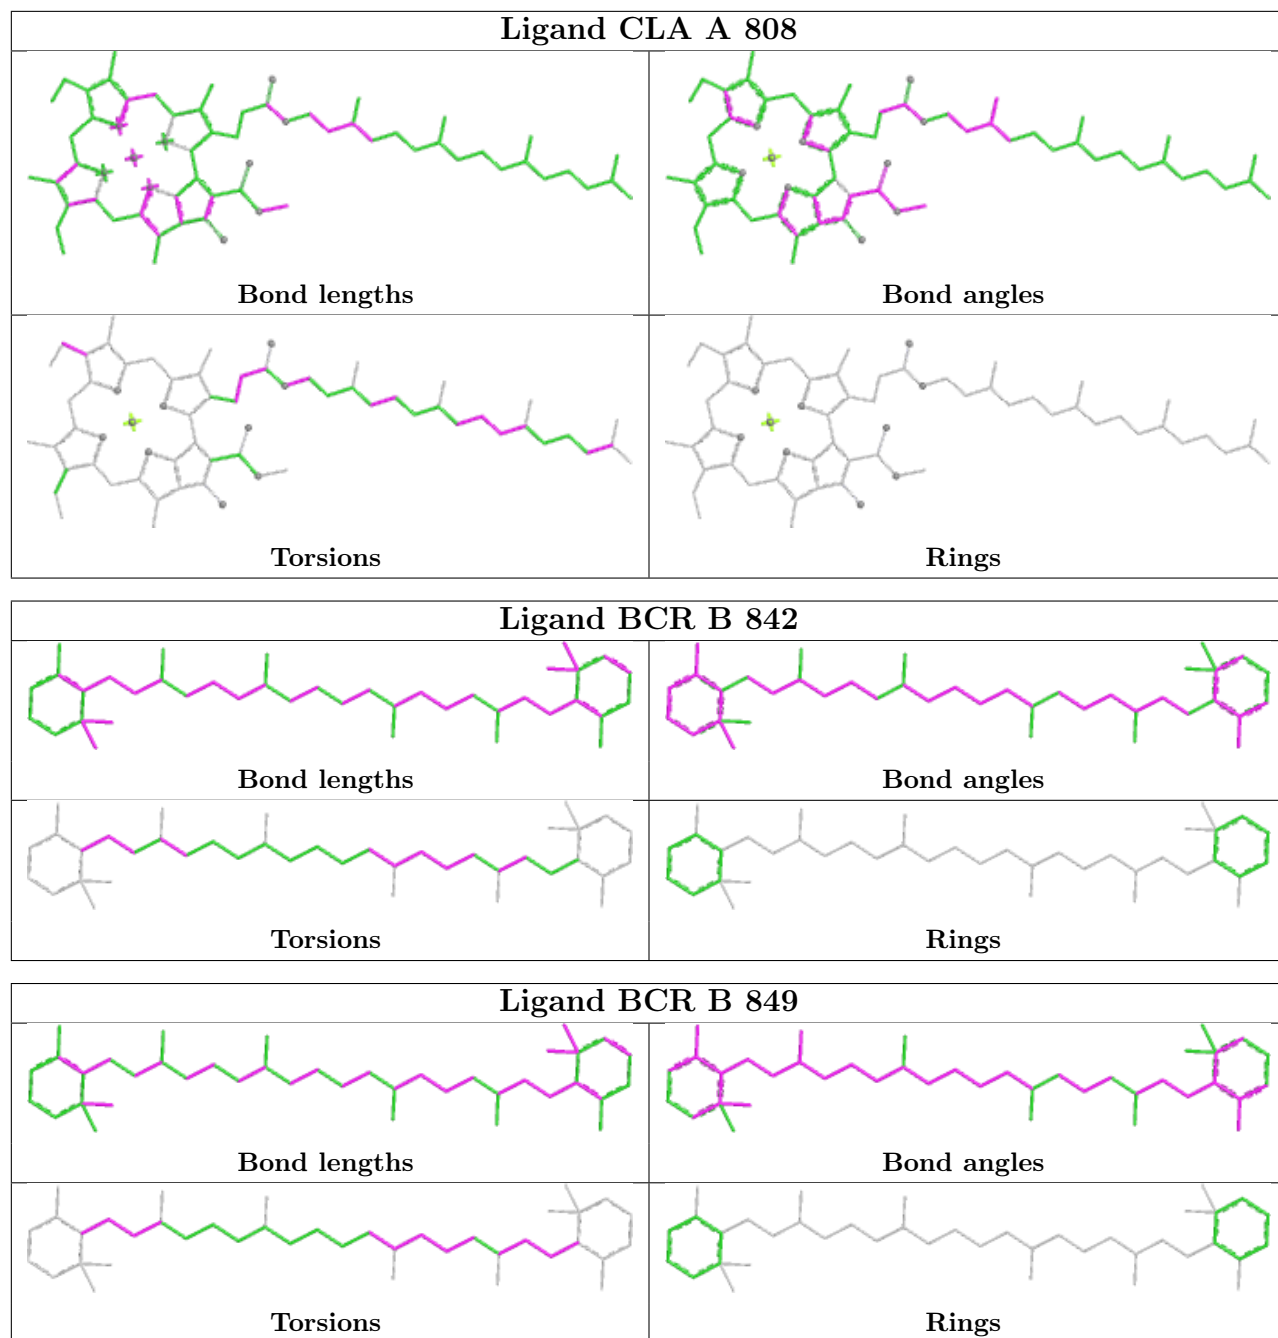 Ligand CLA A 808
Bond lengths
Bond angles
Torsions
Rings
Ligand BCR B 842
Bond lengths
Bond angles
Torsions
Rings
Ligand BCR B 849
Bond lengths
Bond angles
Torsions
Rings